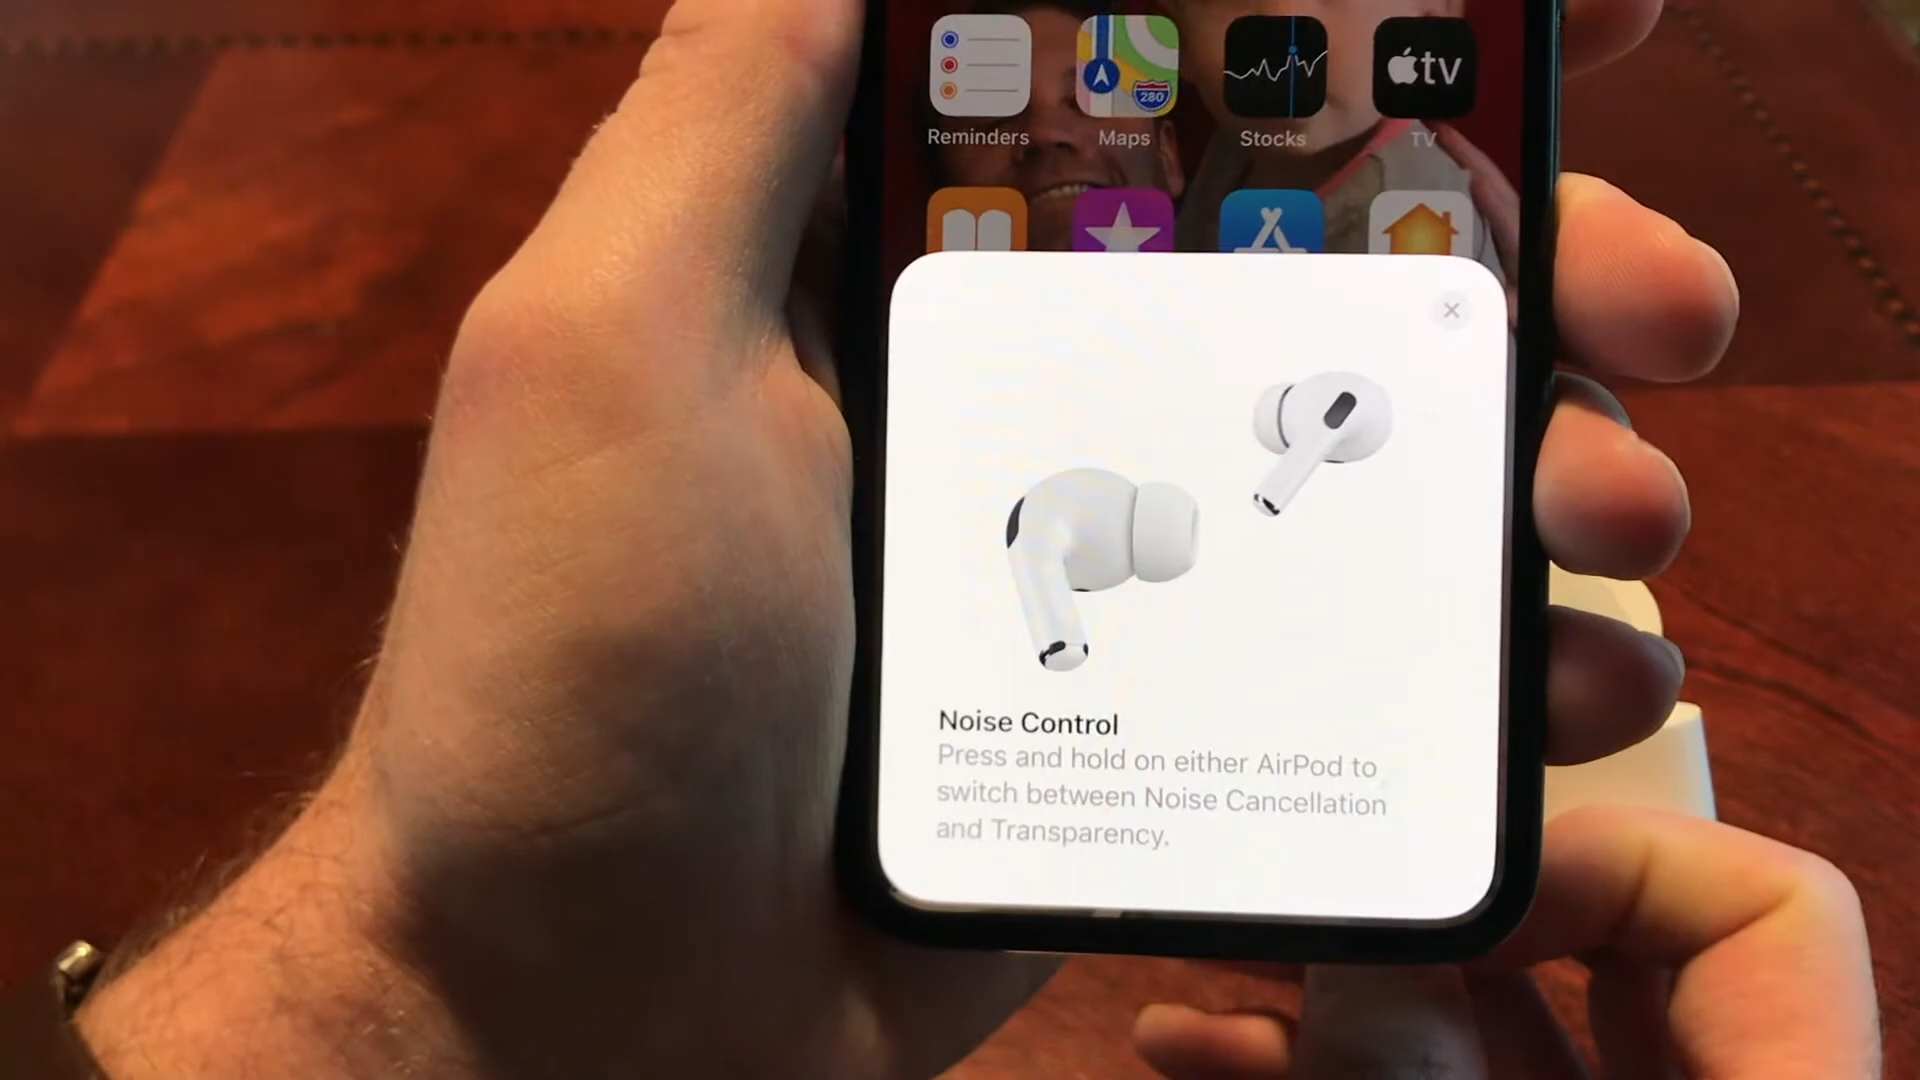 280
tv
Reminders Maps Stocks TV
Noise Control
Press and hold on either AirPod to
switch between Noise Cancellation
and Transparency.